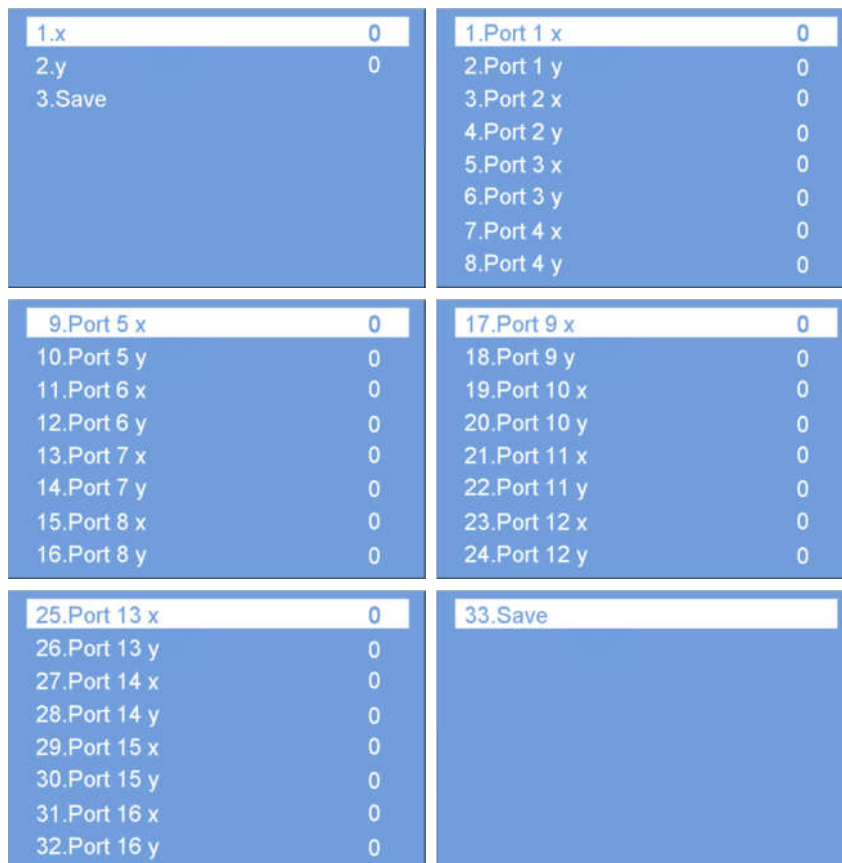 1.x 0
2.y 0
3.Save
1.Port 1 x 0
2.Port 1 y 0
3.Port 2 x 0
4.Port 2 y 0
5.Port 3 x 0
6.Port 3 y 0
7.Port 4 x 0
8.Port 4 y 0
9.Port 5 x 0
10.Port 5 y 0
11.Port 6 x 0
12.Port 6 y 0
13.Port 7 x 0
14.Port 7 y 0
15.Port 8 x 0
16.Port 8 y 0
17.Port 9 x 0
18.Port 9 y 0
19.Port 10 x 0
20.Port 10 y 0
21.Port 11 x 0
22.Port 11 y 0
23.Port 12 x 0
24.Port 12 y 0
25.Port 13 x 0
26.Port 13 y 0
27.Port 14 x 0
28.Port 14 y 0
29.Port 15 x 0
30.Port 15 y 0
31.Port 16 x 0
32.Port 16 y 0
33.Save